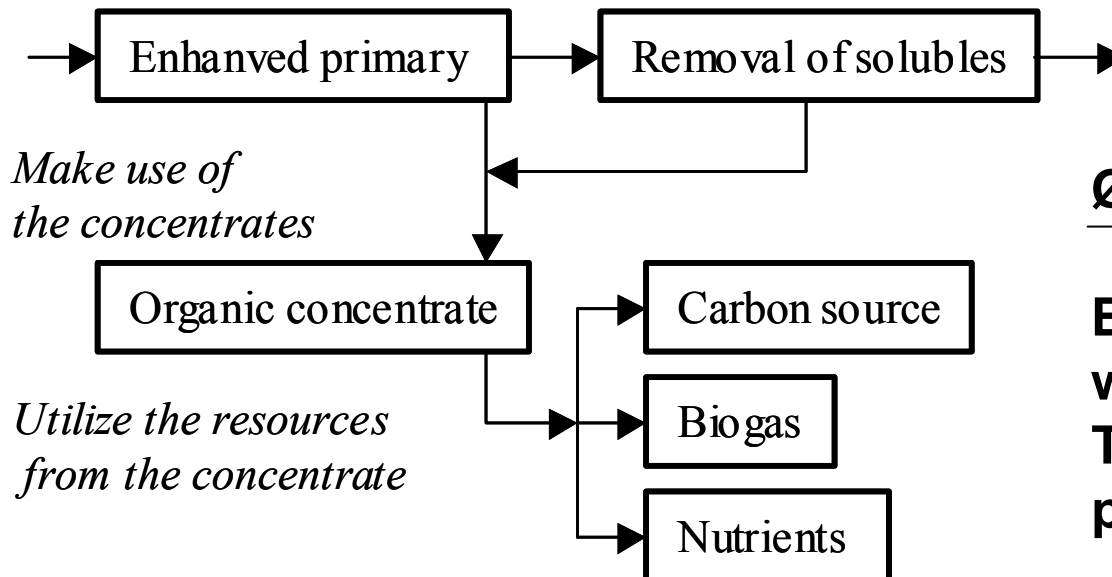 Enhanved primary
Removal of solubles
Make use of
the concentrates
Organic concentrate
Carbon source
Utilize the resources
from the concentrate
Biogas
Nutrients